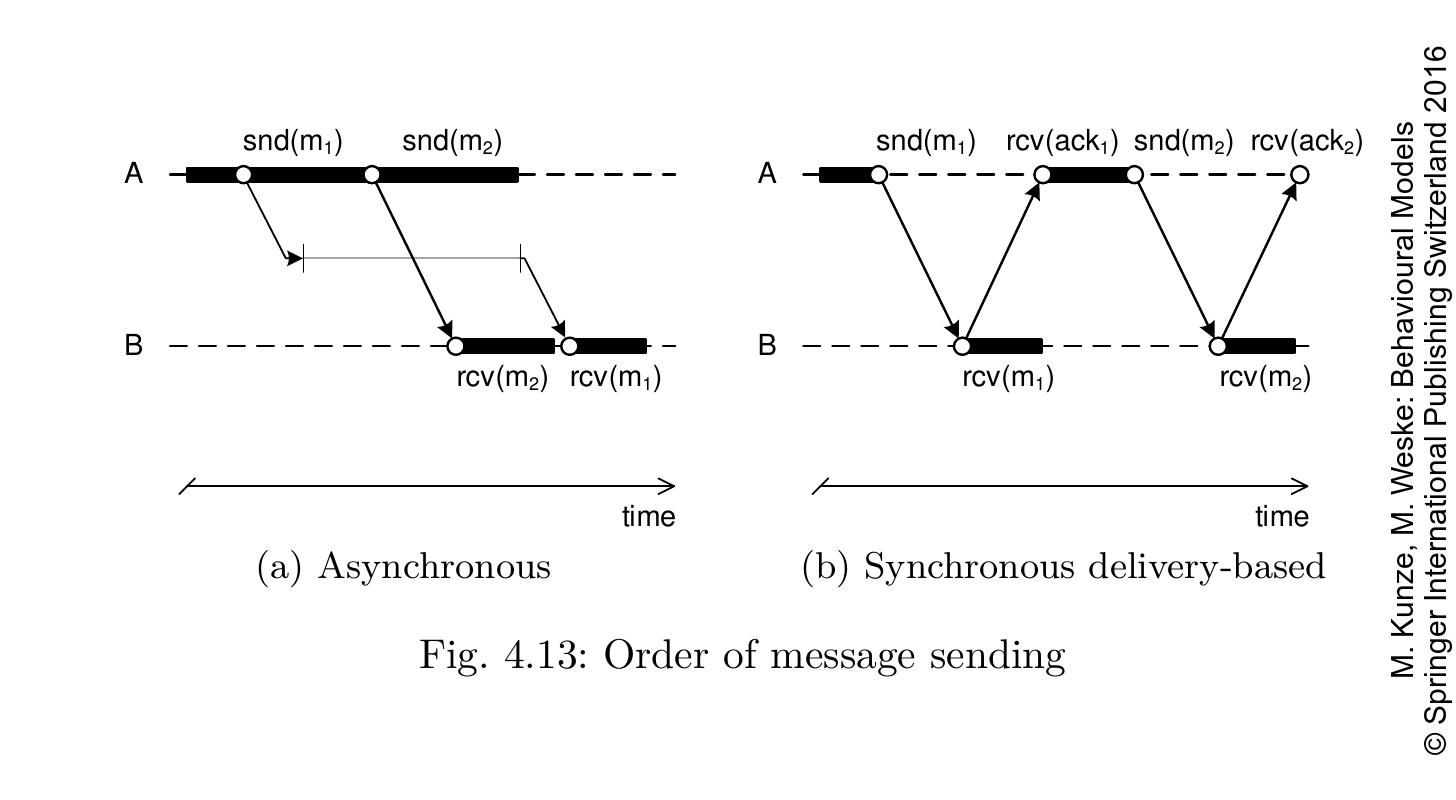 snd(m₁) snd(m₂)
A
B
rcv(m₂) rcv(m₁)
time
(a) Asynchronous
snd(m₁) rcv(ack₁) snd(m₂) rcv(ack₂)
A
B
rcv(m₁) rcv(m₂)
time
(b) Synchronous delivery-based
Fig. 4.13: Order of message sending
M. Kunze, M. Weske: Behavioural Models
© Springer International Publishing Switzerland 2016